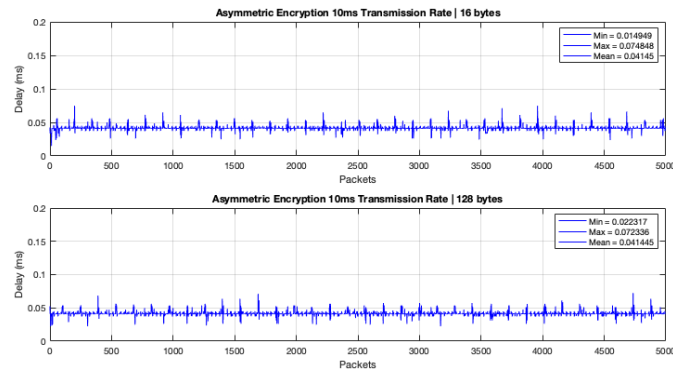 Asymmetric Encryption 10ms Transmission Rate | 16 bytes
Min = 0.014949
Max = 0.074848
Mean = 0.04145
Delay (ms)
0.2
0.15
0.1
0.05
0
0 500 1000 1500 2000 2500 3000 3500 4000 4500 5000
Packets
Asymmetric Encryption 10ms Transmission Rate | 128 bytes
Min = 0.022317
Max = 0.072336
Mean = 0.041445
Delay (ms)
0.2
0.15
0.1
0.05
0
0 500 1000 1500 2000 2500 3000 3500 4000 4500 5000
Packets